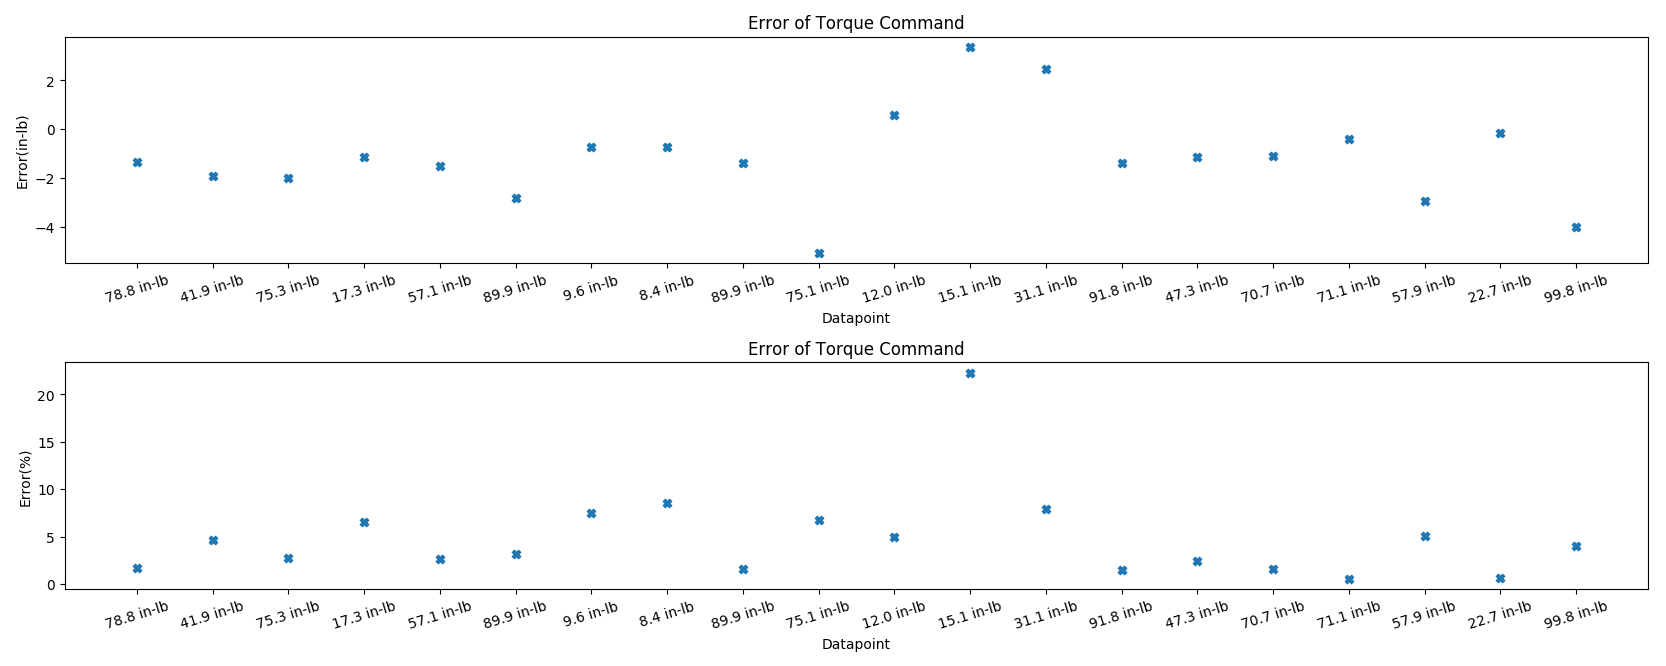 Error of Torque Command
Error(in-lb)
2
0
−2
−4
78.8 in-lb 41.9 in-lb 75.3 in-lb 17.3 in-lb 57.1 in-lb 89.9 in-lb 9.6 in-lb 8.4 in-lb 89.9 in-lb 75.1 in-lb 12.0 in-lb 15.1 in-lb 31.1 in-lb 91.8 in-lb 47.3 in-lb 70.7 in-lb 71.1 in-lb 57.9 in-lb 22.7 in-lb 99.8 in-lb
Datapoint
Error of Torque Command
Error(%)
20
15
10
5
0
78.8 in-lb 41.9 in-lb 75.3 in-lb 17.3 in-lb 57.1 in-lb 89.9 in-lb 9.6 in-lb 8.4 in-lb 89.9 in-lb 75.1 in-lb 12.0 in-lb 15.1 in-lb 31.1 in-lb 91.8 in-lb 47.3 in-lb 70.7 in-lb 71.1 in-lb 57.9 in-lb 22.7 in-lb 99.8 in-lb
Datapoint